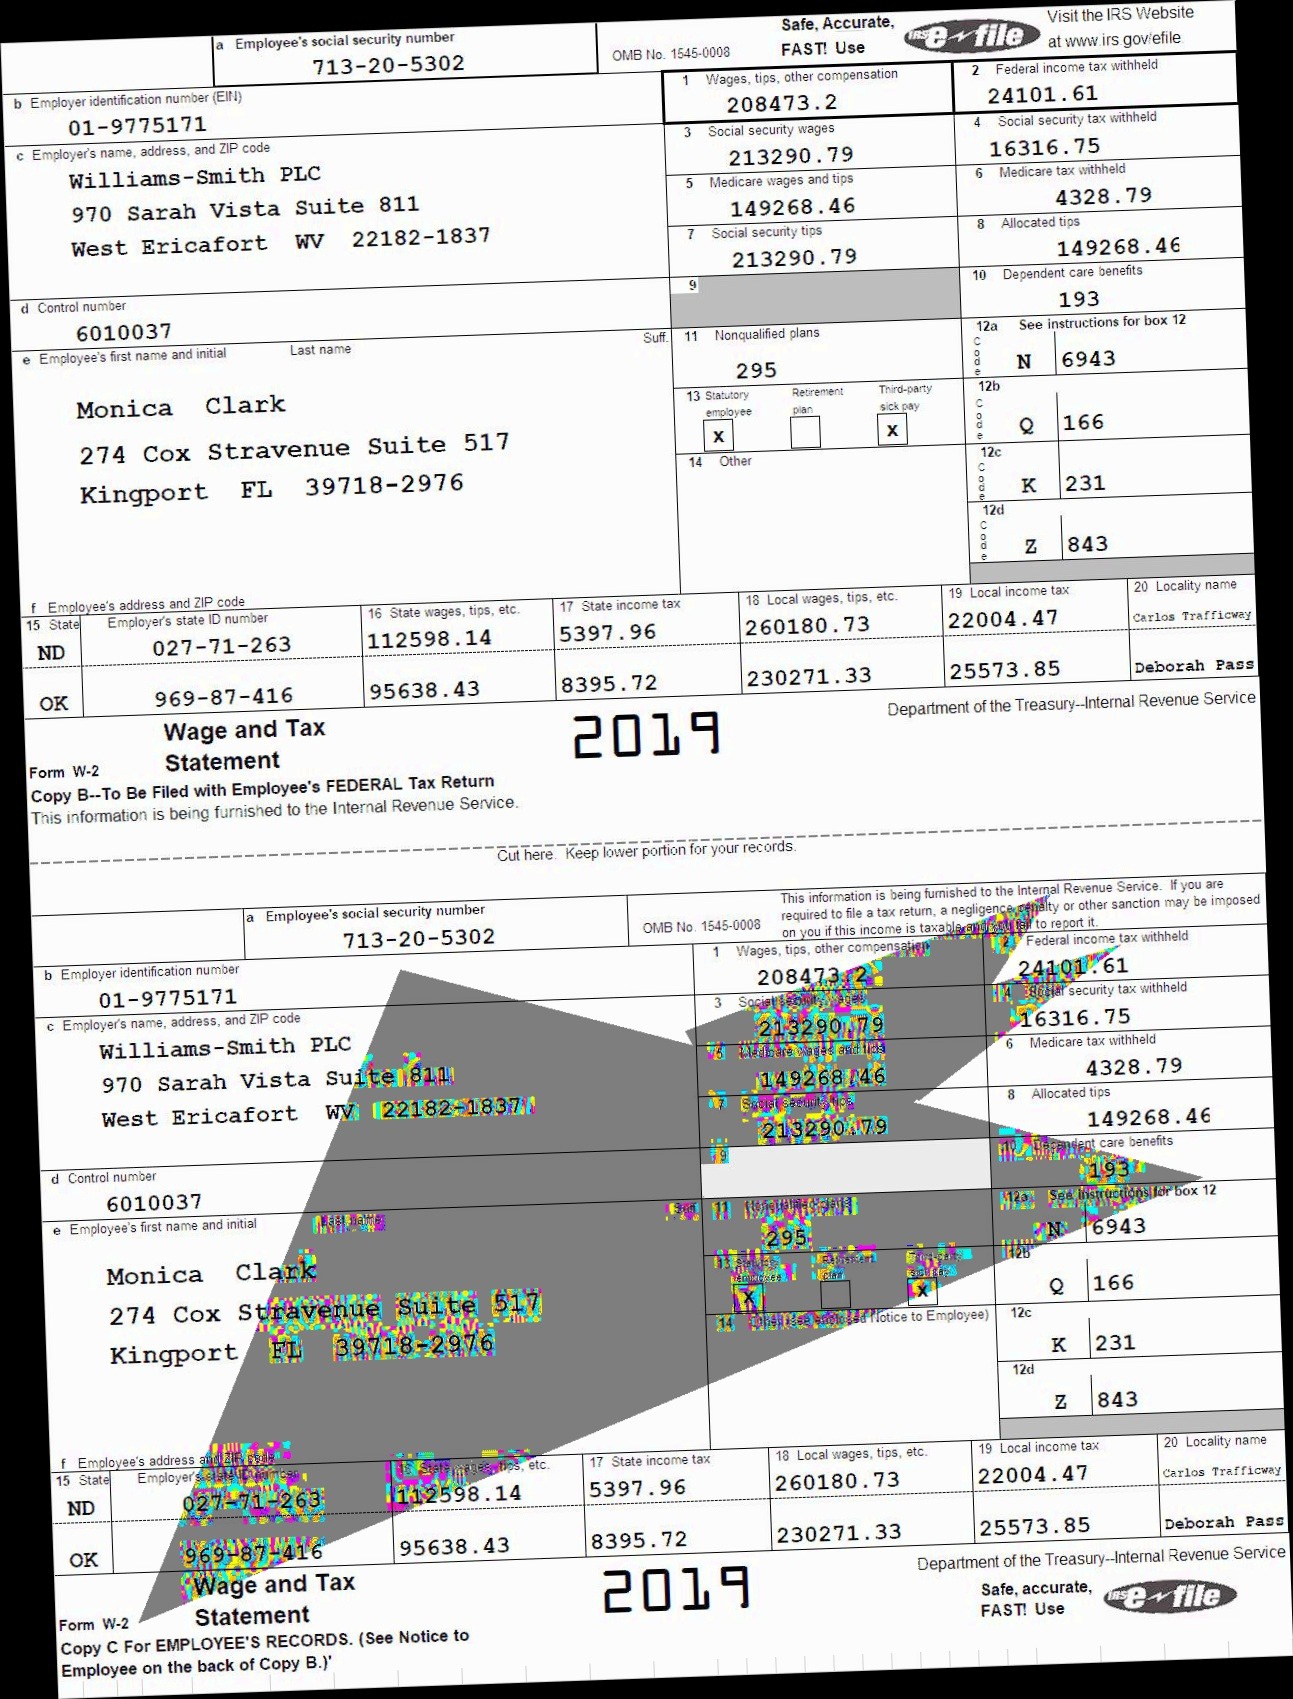 a Employee's social security number
713-20-5302
OMB No. 1545-0008
Safe, Accurate,
FAST! Use
IRS e-file
Visit the IRS Website
at www.irs.gov/efile
b Employer identification number (EIN)
01-9775171
1 Wages, tips, other compensation
208473.2
2 Federal income tax withheld
24101.61
c Employer's name, address, and ZIP code
Williams-Smith PLC
970 Sarah Vista Suite 811
West Ericafort WV 22182-1837
3 Social security wages
213290.79
4 Social security tax withheld
16316.75
5 Medicare wages and tips
149268.46
6 Medicare tax withheld
4328.79
7 Social security tips
213290.79
8 Allocated tips
149268.46
d Control number
6010037
9
10 Dependent care benefits
193
e Employee's first name and initial Last name Suff.
Monica Clark
274 Cox Stravenue Suite 517
Kingport FL 39718-2976
11 Nonqualified plans
295
12a See instructions for box 12
Code N 6943
13 Statutory employee Retirement plan Third-party sick pay
X X
12b
Code Q 166
14 Other
12c
Code K 231
12d
Code Z 843
f Employee's address and ZIP code
15 State Employer's state ID number 16 State wages, tips, etc. 17 State income tax 18 Local wages, tips, etc. 19 Local income tax 20 Locality name
ND 027-71-263 112598.14 5397.96 260180.73 22004.47 Carlos Trafficway
OK 969-87-416 95638.43 8395.72 230271.33 25573.85 Deborah Pass
Form W-2
Wage and Tax
Statement
2019
Department of the Treasury--Internal Revenue Service
Copy B--To Be Filed with Employee's FEDERAL Tax Return
This information is being furnished to the Internal Revenue Service.
Cut here. Keep lower portion for your records.
a Employee's social security number
713-20-5302
OMB No. 1545-0008
This information is being furnished to the Internal Revenue Service. If you are
required to file a tax return, a negligence penalty or other sanction may be imposed
on you if this income is taxable and you fail to report it.
b Employer identification number
01-9775171
1 Wages, tips, other compensation
208473.2
2 Federal income tax withheld
24101.61
c Employer's name, address, and ZIP code
Williams-Smith PLC
970 Sarah Vista Suite 811
West Ericafort WV 22182-1837
3 Social security wages
213290.79
4 Social security tax withheld
16316.75
5 Medicare wages and tips
149268.46
6 Medicare tax withheld
4328.79
7 Social security tips
213290.79
8 Allocated tips
149268.46
d Control number
6010037
9
10 Dependent care benefits
193
e Employee's first name and initial Last name Suff.
Monica Clark
274 Cox Stravenue Suite 517
Kingport FL 39718-2976
11 Nonqualified plans
295
12a See instructions for box 12
N 6943
13 Statutory employee Retirement plan Third-party sick pay
X X
12b
Q 166
14 Other (see enclosed Notice to Employee)
12c
K 231
12d
Z 843
f Employee's address and ZIP code
15 State Employer's state ID number 16 State wages, tips, etc. 17 State income tax 18 Local wages, tips, etc. 19 Local income tax 20 Locality name
ND 027-71-263 112598.14 5397.96 260180.73 22004.47 Carlos Trafficway
OK 969-87-416 95638.43 8395.72 230271.33 25573.85 Deborah Pass
Form W-2
Wage and Tax
Statement
2019
Department of the Treasury--Internal Revenue Service
Safe, accurate,
FAST! Use
IRS e-file
Copy C For EMPLOYEE'S RECORDS. (See Notice to
Employee on the back of Copy B.)'